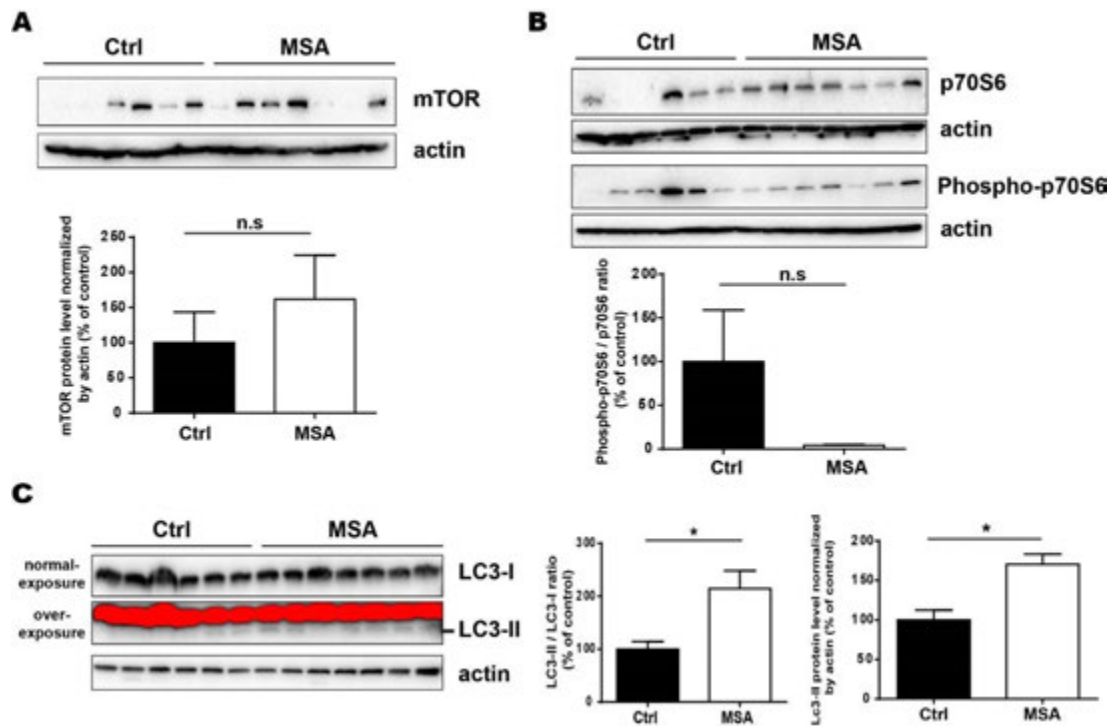 A
Ctrl MSA
mTOR
actin
n.s
mTOR protein level normalized
by actin (% of control)
250
200
150
100
50
0
Ctrl MSA
B
Ctrl MSA
p70S6
actin
Phospho-p70S6
actin
n.s
Phospho-p70S6 / p70S6 ratio
(% of control)
200
150
100
50
0
Ctrl MSA
C
Ctrl MSA
normal-
exposure
LC3-I
over-
exposure
LC3-II
actin
*
LC3-II / LC3-I ratio
(% of control)
300
200
100
0
Ctrl MSA
*
Lc3-II protein level normalized
by actin (% of control)
200
150
100
50
0
Ctrl MSA